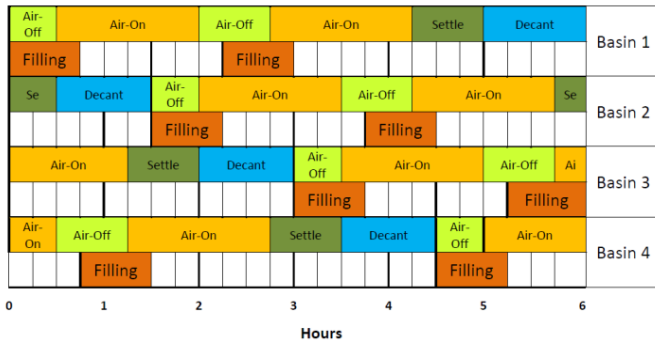 Air-Off Air-On Air-Off Air-On Settle Decant
Filling Filling
Basin 1
Se Decant Air-Off Air-On Air-Off Air-On Se
Filling Filling
Basin 2
Air-On Settle Decant Air-Off Air-On Air-Off Ai
Filling Filling
Basin 3
Air-On Air-Off Air-On Settle Decant Air-Off Air-On
Filling Filling
Basin 4
0 1 2 3 4 5 6
Hours